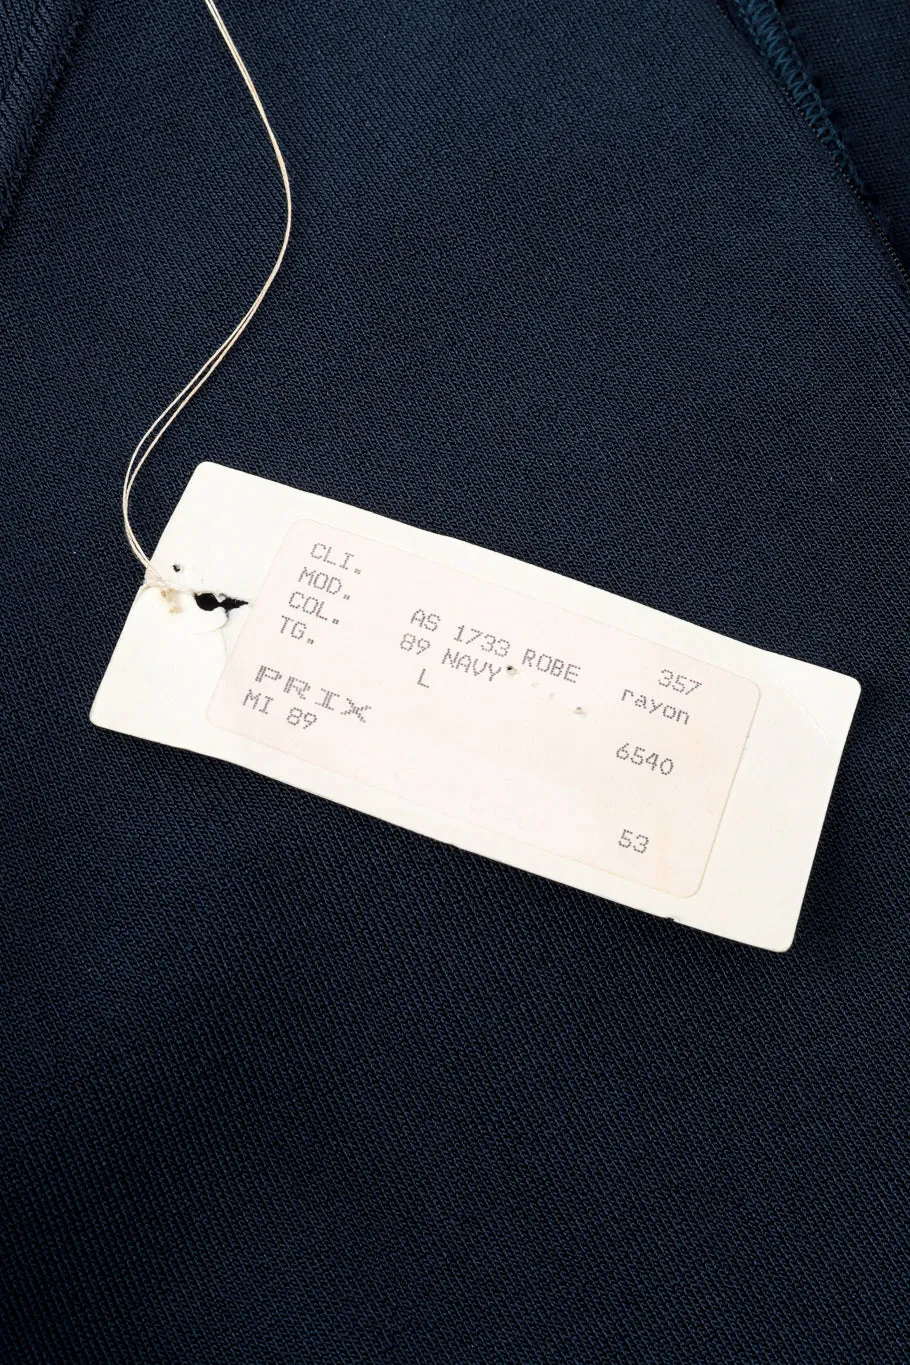 CLI.
MOD. AS 1733 ROBE 357
COL. 89 NAVY rayon
TG. L
6540
PRIX
MI 89 53